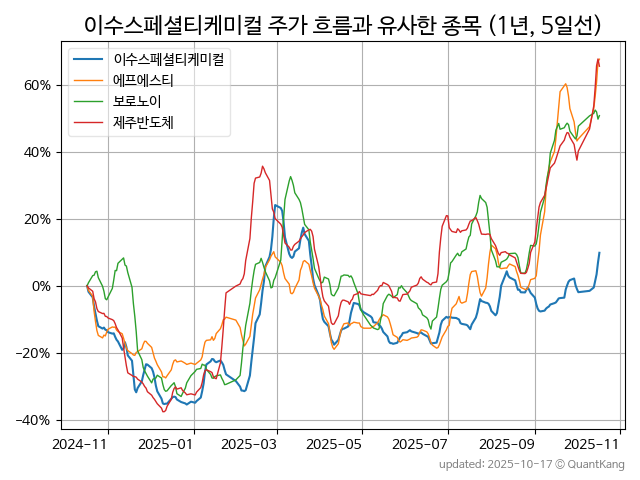 이수스페셜티케미컬 주가 흐름과 유사한 종목 (1년, 5일선)
이수스페셜티케미컬
에프에스티
보로노이
제주반도체
60%
40%
20%
0%
−20%
−40%
2024-11
2025-01
2025-03
2025-05
2025-07
2025-09
2025-11
updated: 2025-10-17 © QuantKang